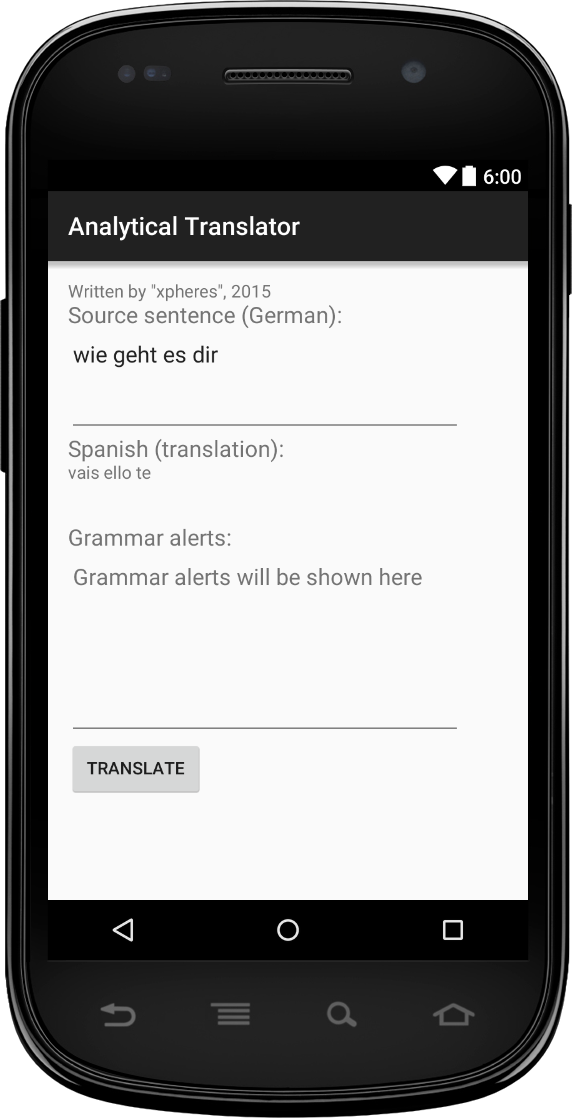 6:00
Analytical Translator
Written by "xpheres", 2015
Source sentence (German):
wie geht es dir
Spanish (translation):
vais ello te
Grammar alerts:
Grammar alerts will be shown here
TRANSLATE